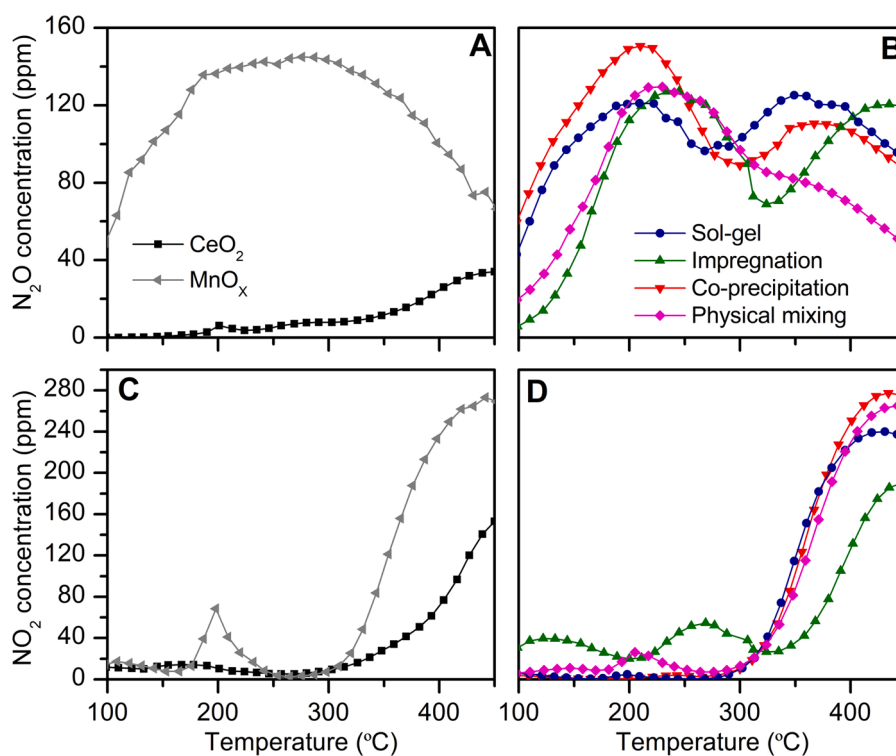 N2O concentration (ppm)
160
120
80
40
0
A
CeO2
MnOX
B
Sol-gel
Impregnation
Co-precipitation
Physical mixing
NO2 concentration (ppm)
280
240
200
160
120
80
40
0
C
D
100 200 300 400
100 200 300 400
Temperature (ºC)
Temperature (ºC)